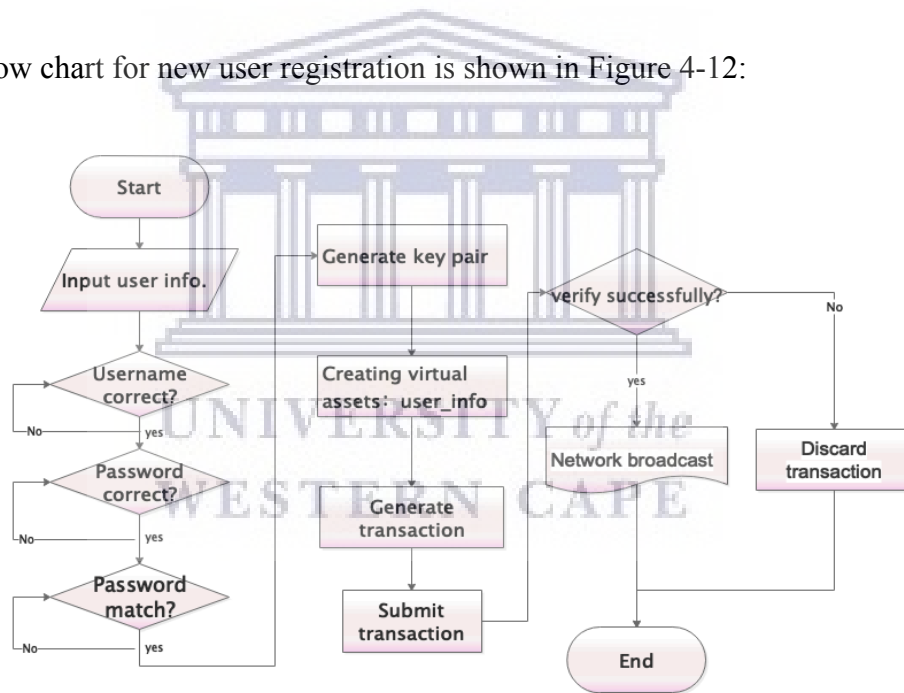 ow chart for new user registration is shown in Figure 4-12:
Start
Input user info.
Username
correct?
No
yes
Password
correct?
No
yes
Password
match?
No
yes
Generate key pair
Creating virtual
assets: user_info
Generate
transaction
Submit
transaction
verify successfully?
No
yes
Network broadcast
Discard
transaction
End
UNIVERSITY of the
WESTERN CAPE